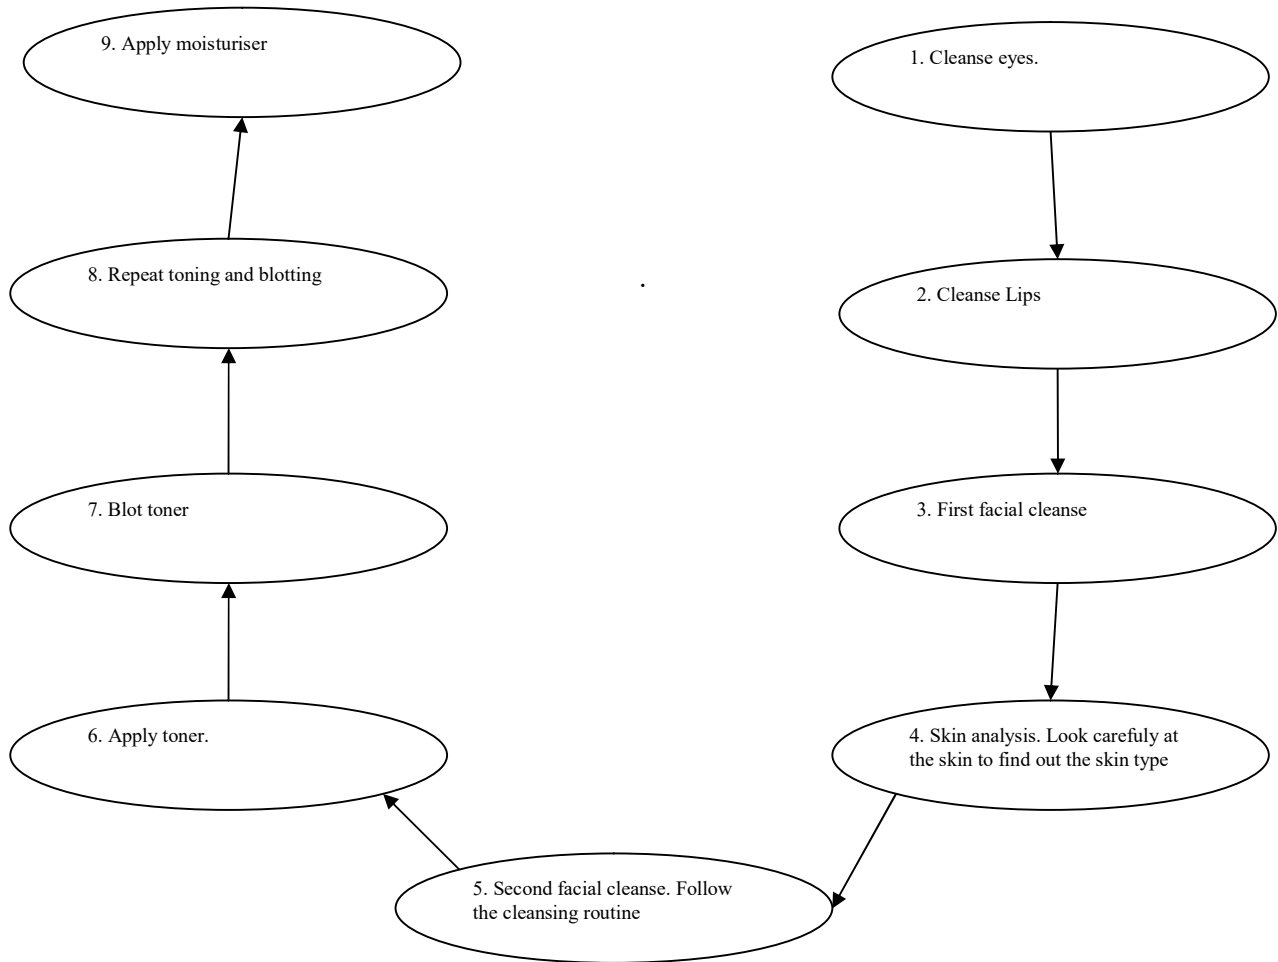 1. Cleanse eyes.
2. Cleanse Lips
3. First facial cleanse
4. Skin analysis. Look carefuly at
the skin to find out the skin type
5. Second facial cleanse. Follow
the cleansing routine
6. Apply toner.
7. Blot toner
8. Repeat toning and blotting
9. Apply moisturiser
.